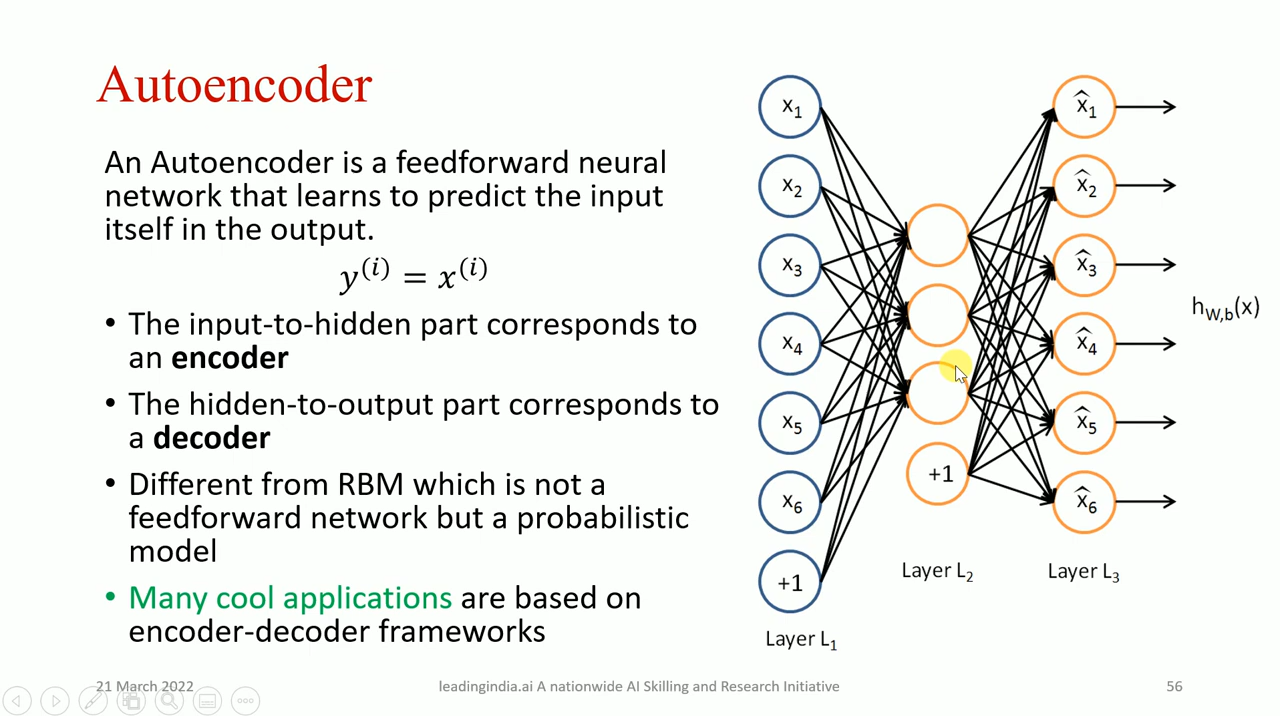 Autoencoder
An Autoencoder is a feedforward neural
network that learns to predict the input
itself in the output.
y⁽ⁱ⁾ = x⁽ⁱ⁾
• The input-to-hidden part corresponds to
an encoder
• The hidden-to-output part corresponds to
a decoder
• Different from RBM which is not a
feedforward network but a probabilistic
model
• Many cool applications are based on
encoder-decoder frameworks
x₁
x₂
x₃
x₄
x₅
x₆
+1
Layer L₁
+1
Layer L₂
x̂₁
x̂₂
x̂₃
x̂₄
x̂₅
x̂₆
Layer L₃
h_W,b(x)
21 March 2022
leadingindia.ai A nationwide AI Skilling and Research Initiative
56